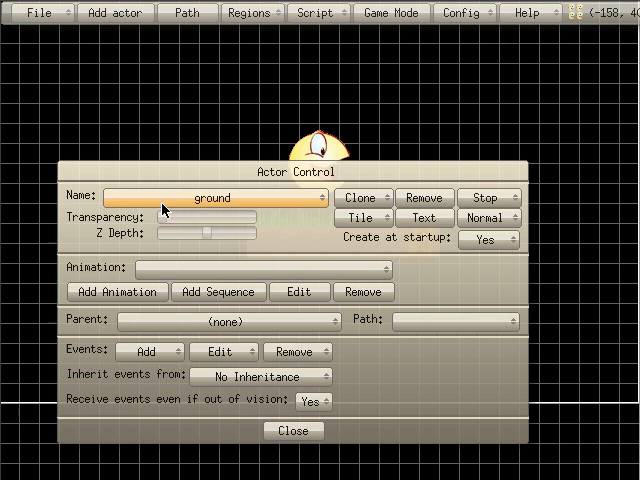 File Add actor Path Regions Script Game Mode Config Help (-158, 40
Actor Control
Name: ground Clone Remove Stop
Transparency: Tile Text Normal
Z Depth: Create at startup: Yes
Animation:
Add Animation Add Sequence Edit Remove
Parent: (none) Path:
Events: Add Edit Remove
Inherit events from: No Inheritance
Receive events even if out of vision: Yes
Close